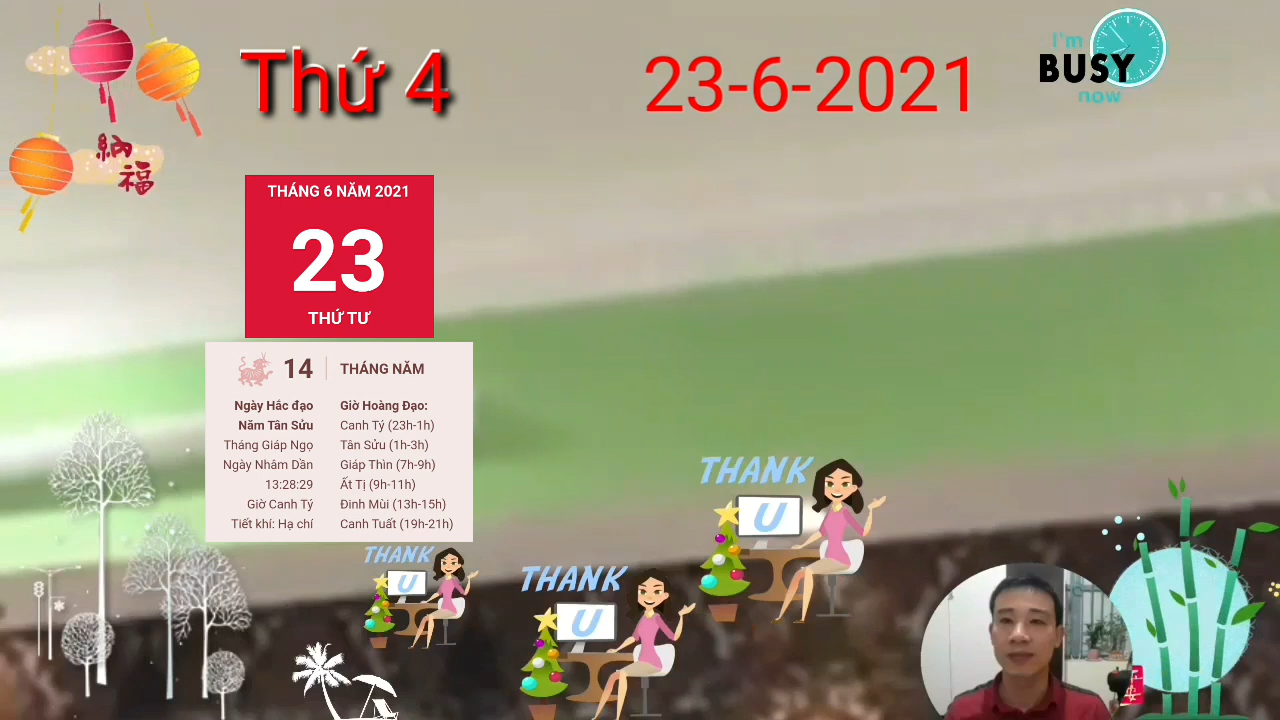 Thứ 4
23-6-2021
I'm
BUSY
now
納
福
THÁNG 6 NĂM 2021
23
THỨ TƯ
14
THÁNG NĂM
Ngày Hắc đạo
Năm Tân Sửu
Tháng Giáp Ngọ
Ngày Nhâm Dần
13:28:29
Giờ Canh Tý
Tiết khí: Hạ chí
Giờ Hoàng Đạo:
Canh Tý (23h-1h)
Tân Sửu (1h-3h)
Giáp Thìn (7h-9h)
Ất Tị (9h-11h)
Đinh Mùi (13h-15h)
Canh Tuất (19h-21h)
THANK
U
THANK
U
THANK
U